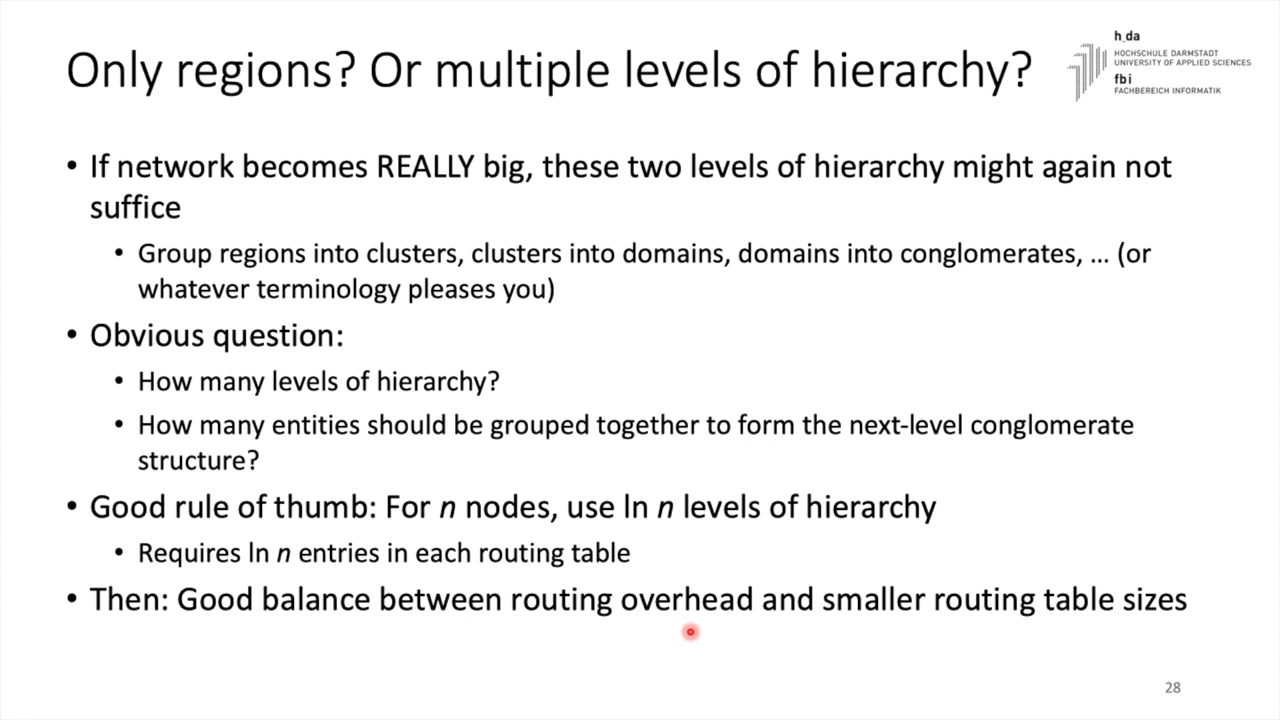 Only regions? Or multiple levels of hierarchy?
h_da
HOCHSCHULE DARMSTADT
UNIVERSITY OF APPLIED SCIENCES
fbi
FACHBEREICH INFORMATIK
• If network becomes REALLY big, these two levels of hierarchy might again not
suffice
• Group regions into clusters, clusters into domains, domains into conglomerates, … (or
whatever terminology pleases you)
• Obvious question:
• How many levels of hierarchy?
• How many entities should be grouped together to form the next-level conglomerate
structure?
• Good rule of thumb: For n nodes, use ln n levels of hierarchy
• Requires ln n entries in each routing table
• Then: Good balance between routing overhead and smaller routing table sizes
28